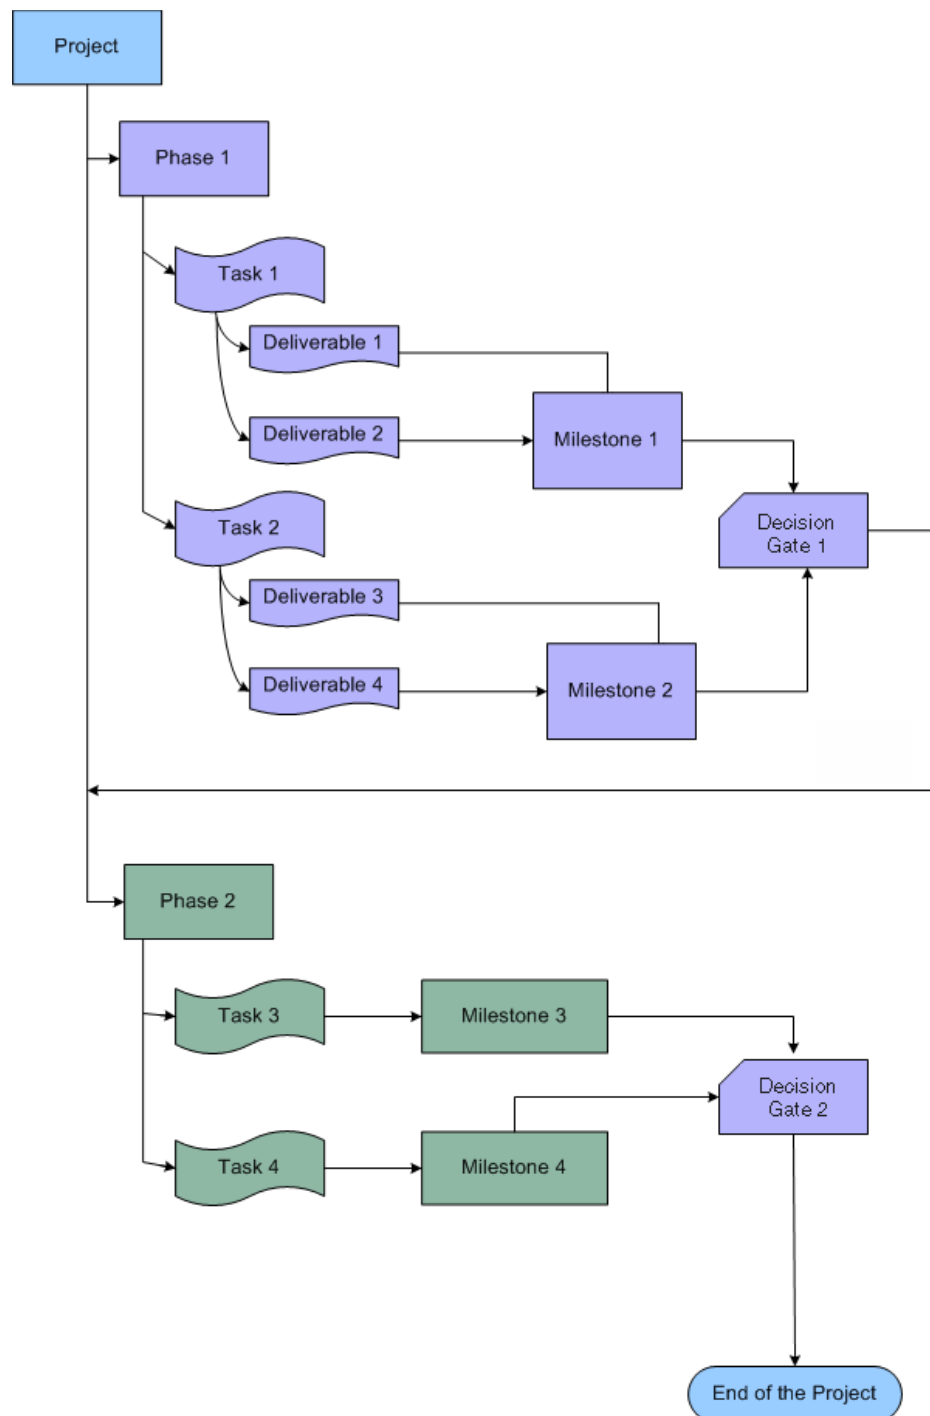 Project
Phase 1
Task 1
Deliverable 1
Deliverable 2
Milestone 1
Decision
Gate 1
Task 2
Deliverable 3
Deliverable 4
Milestone 2
Phase 2
Task 3
Milestone 3
Decision
Gate 2
Task 4
Milestone 4
End of the Project